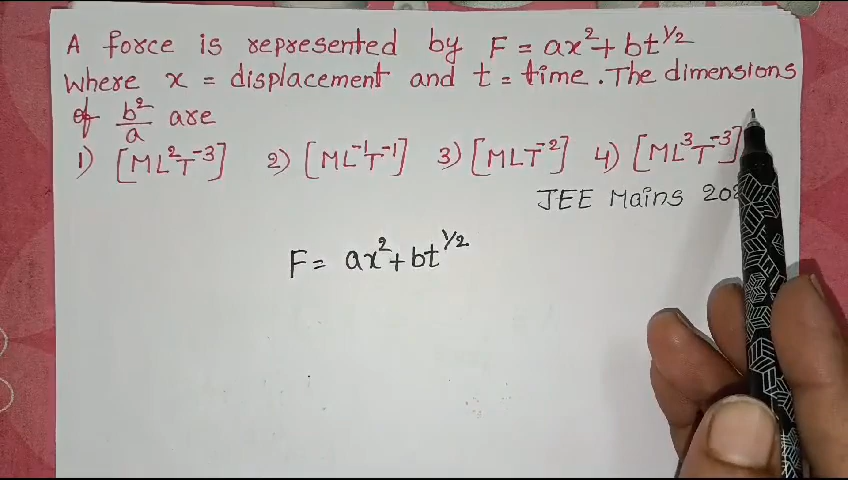 A force is represented by F = ax² + bt^1/2
Where x = displacement and t = time. The dimensions
of b²/a are
1) [ML²T⁻³] 2) [ML⁻¹T⁻¹] 3) [MLT⁻²] 4) [ML³T⁻³]
JEE Mains
F = ax² + bt^1/2